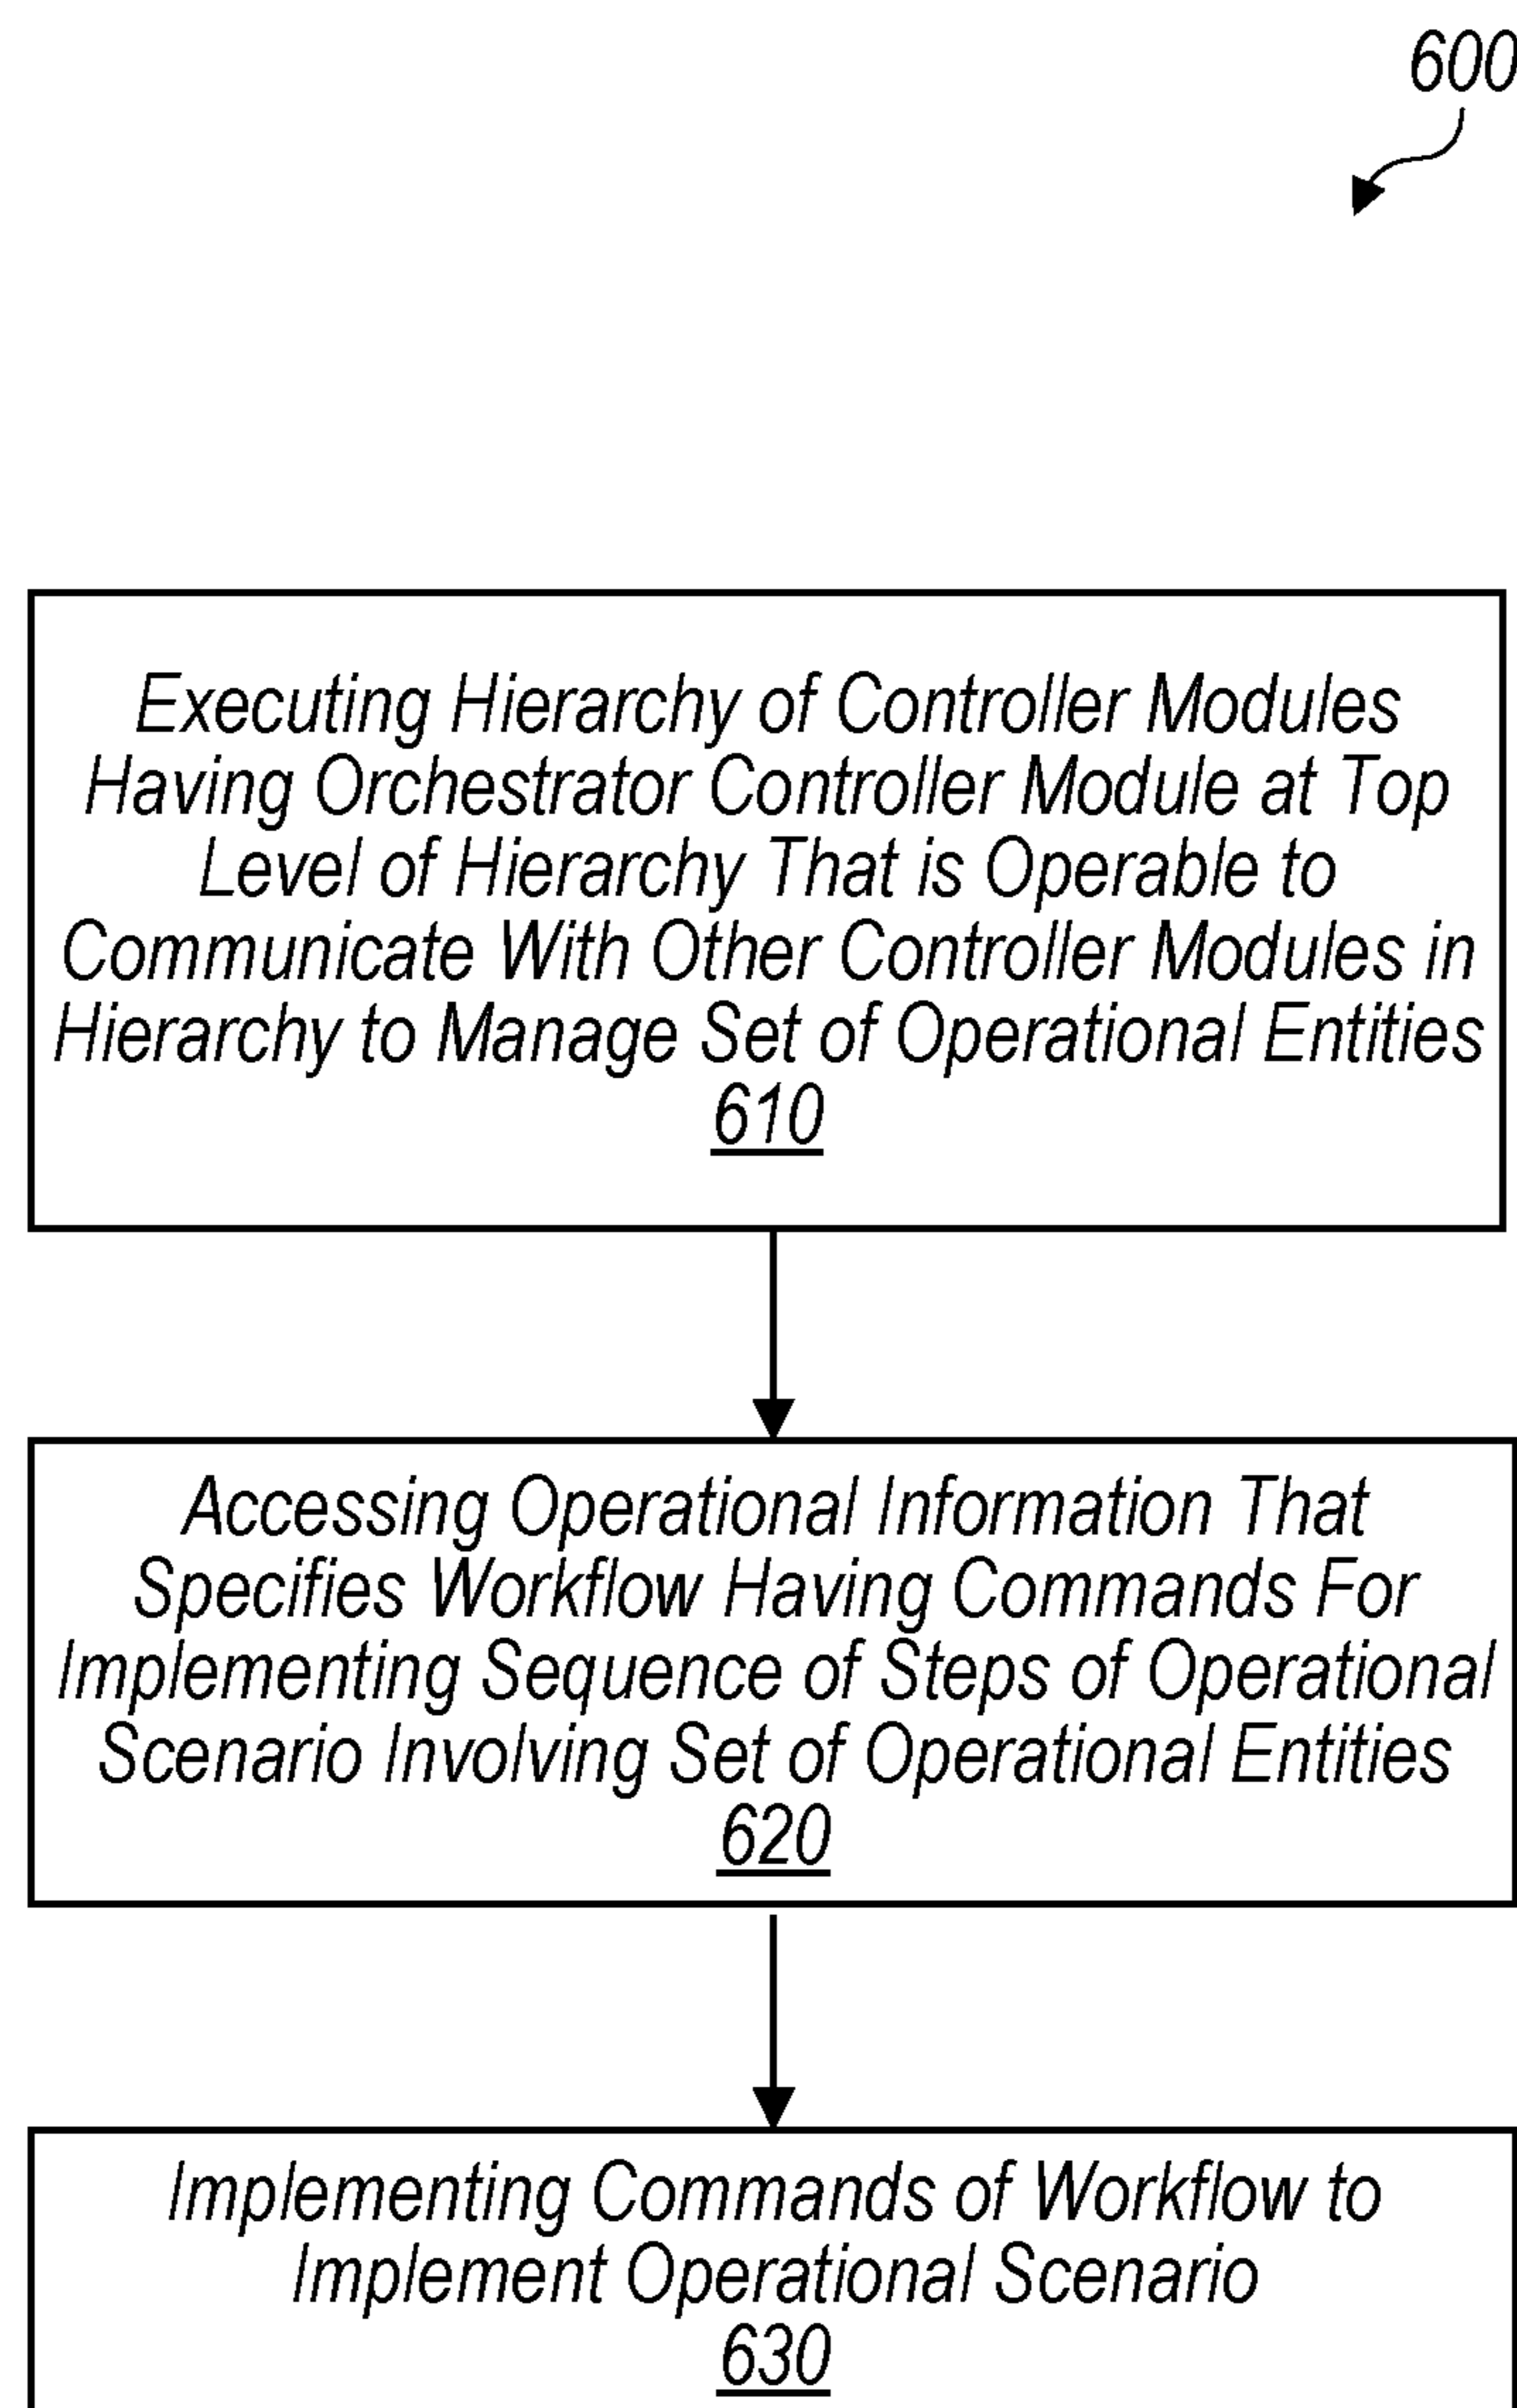 600
Executing Hierarchy of Controller Modules
Having Orchestrator Controller Module at Top
Level of Hierarchy That is Operable to
Communicate With Other Controller Modules in
Hierarchy to Manage Set of Operational Entities
610
Accessing Operational Information That
Specifies Workflow Having Commands For
Implementing Sequence of Steps of Operational
Scenario Involving Set of Operational Entities
620
Implementing Commands of Workflow to
Implement Operational Scenario
630